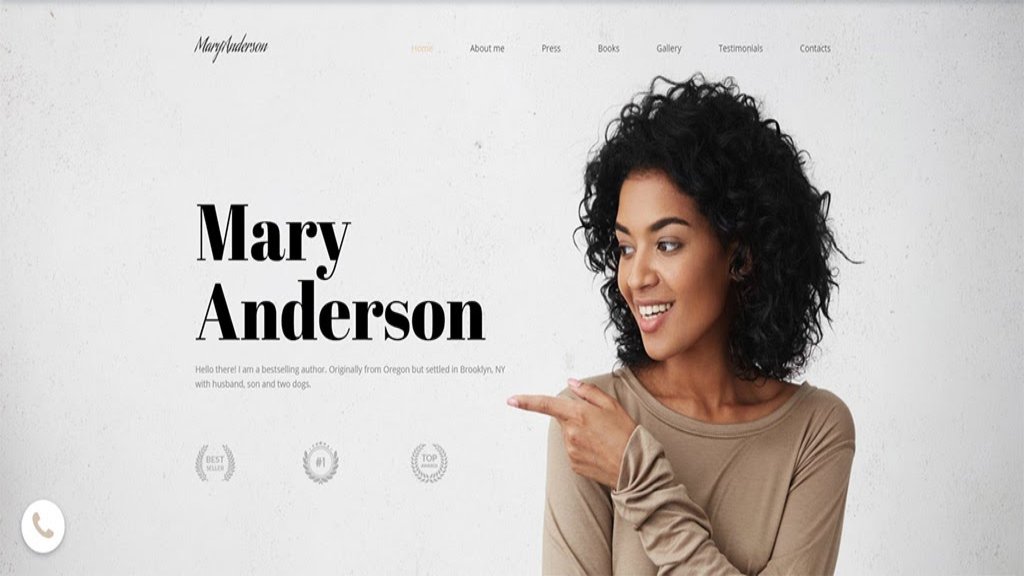 MaryAnderson
Home About me Press Books Gallery Testimonials Contacts
Mary
Anderson
Hello there! I am a bestselling author. Originally from Oregon but settled in Brooklyn, NY
with husband, son and two dogs.
BEST
SELLER
#1
TOP
AWARD